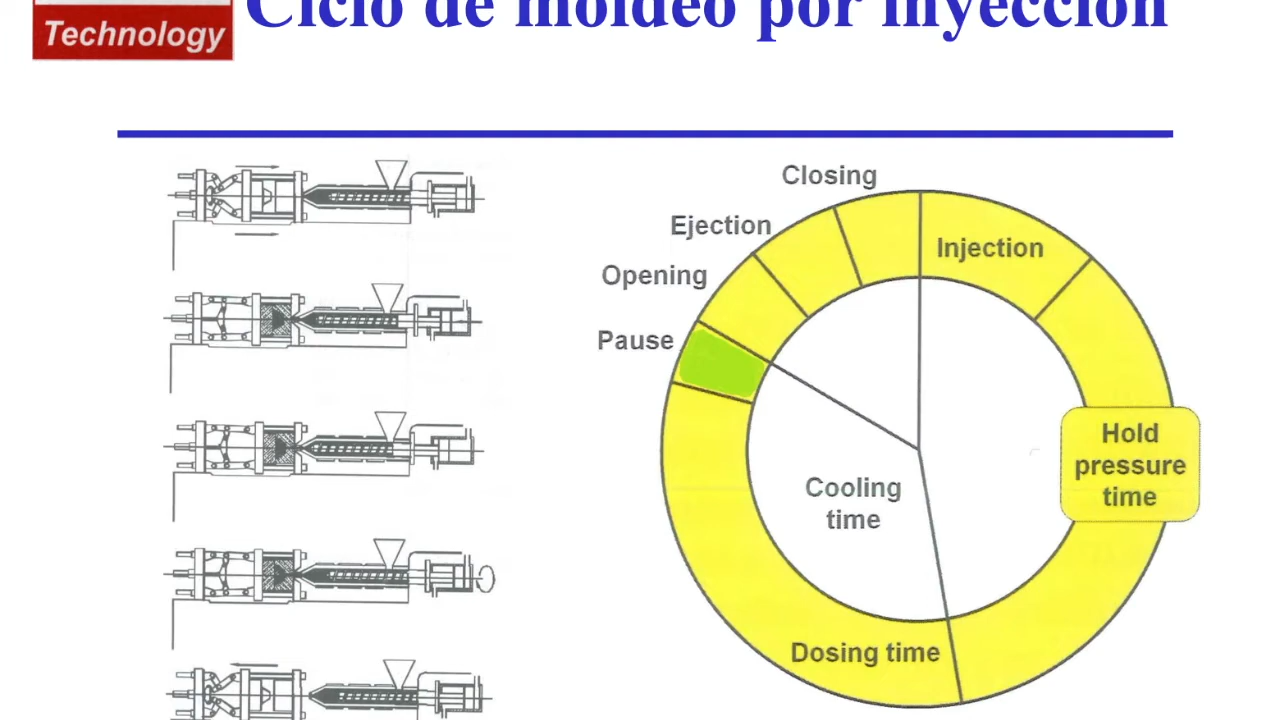 Ciclo de moldeo por inyección
Technology
Closing
Ejection
Injection
Opening
Pause
Hold
pressure
time
Cooling
time
Dosing time